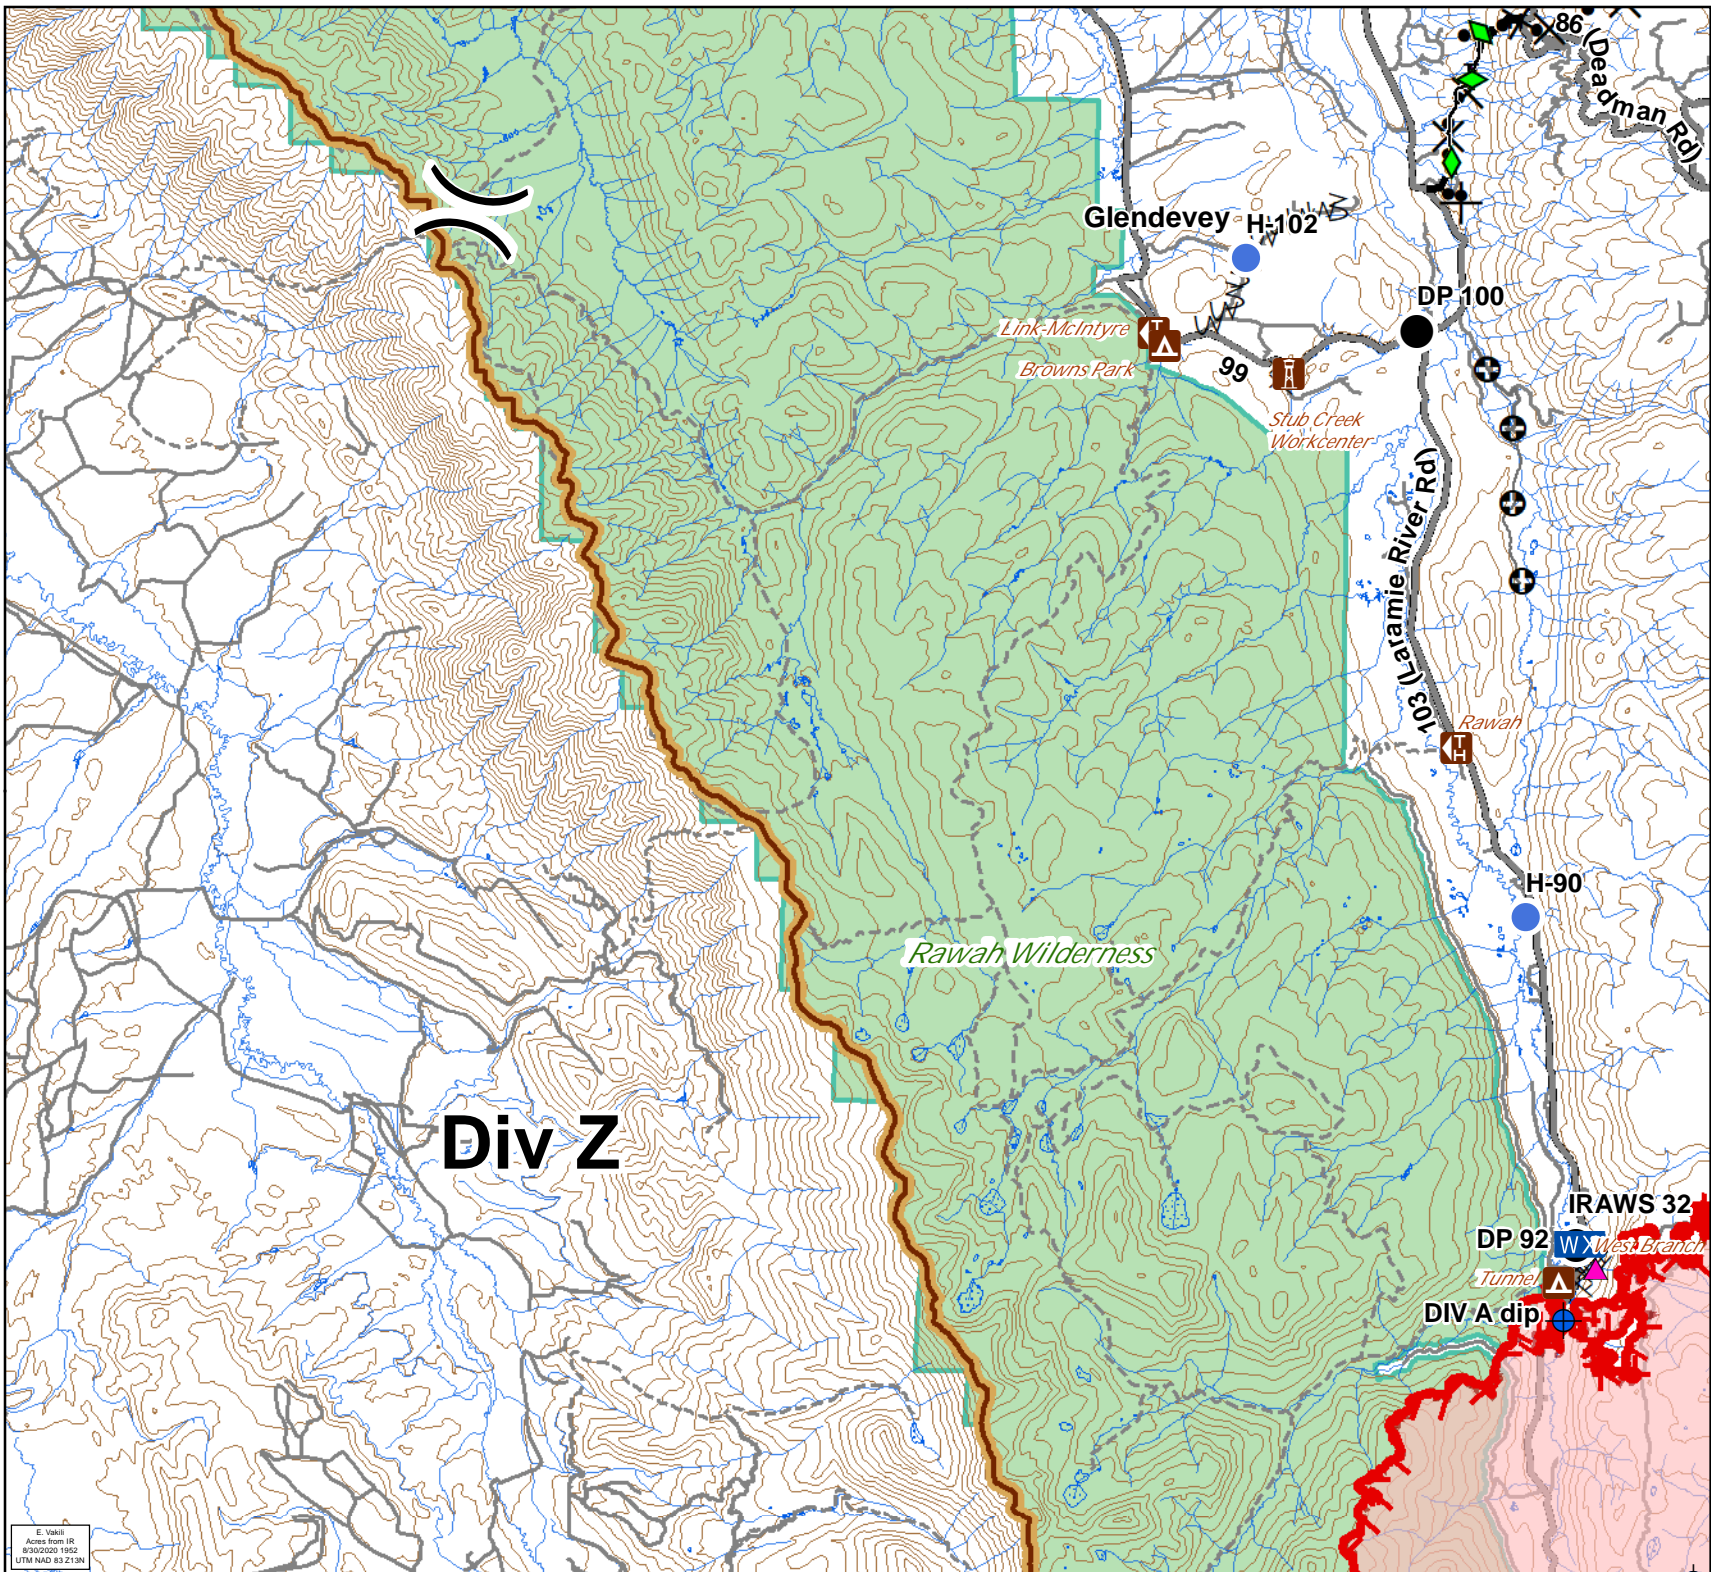 86 (Deadman Rd)
Glendevey
H-102
DP 100
Link-McIntyre
Browns Park
99
Stub Creek
Workcenter
103 (Laramie River Rd)
Rawah
TH
H-90
Rawah Wilderness
Div Z
IRAWS 32
DP 92
WX
West Branch
Tunnel
DIV A dip
E. Vakili
Acres from IR
8/30/2020 1952
UTM NAD 83 Z13N